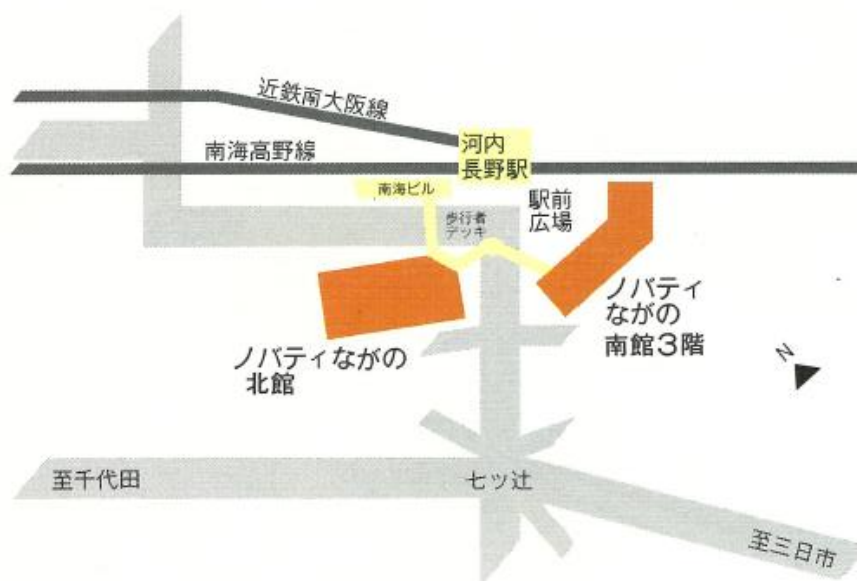 近鉄南大阪線
南海高野線
河内
長野駅
南海ビル
歩行者
デッキ
駅前
広場
ノバティ
ながの
南館3階
ノバティながの
北館
N
至千代田
七ツ辻
至三日市